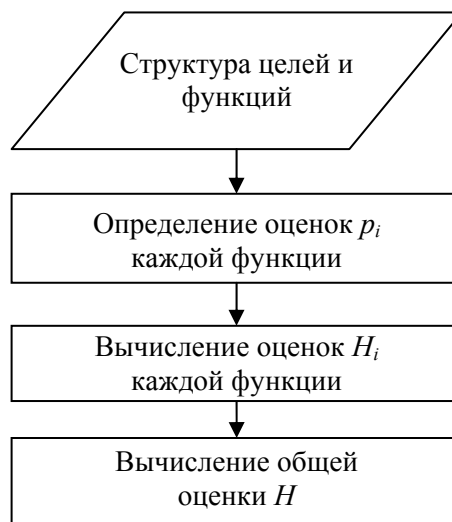 Структура целей и
функций
Определение оценок pᵢ
каждой функции
Вычисление оценок Hᵢ
каждой функции
Вычисление общей
оценки H